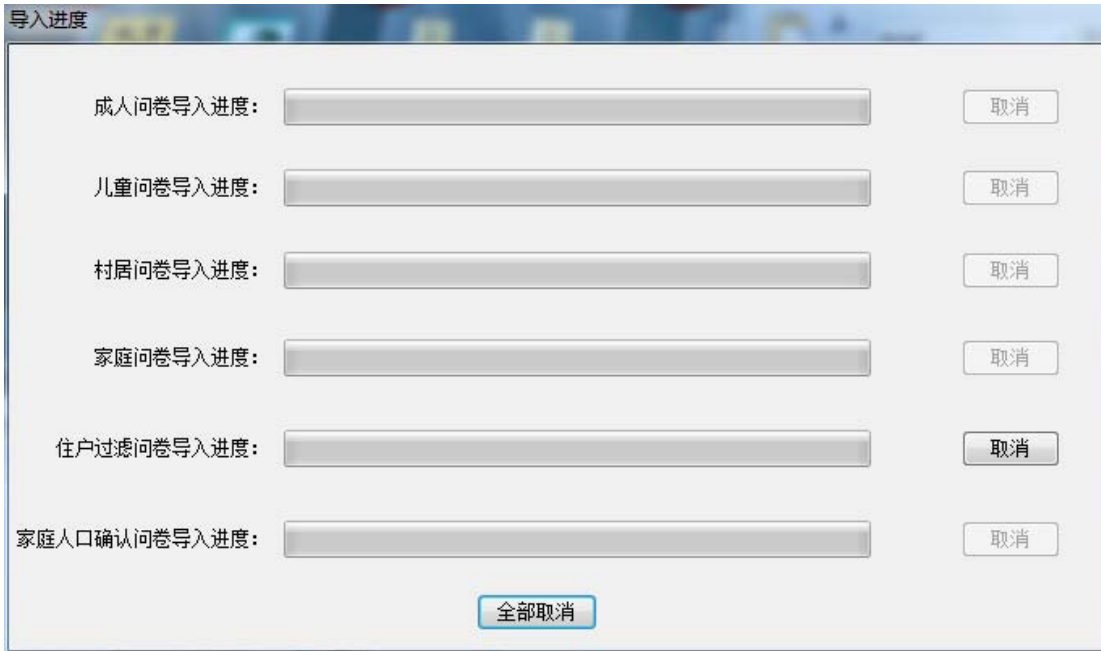 导入进度
成人问卷导入进度： 取消
儿童问卷导入进度： 取消
村居问卷导入进度： 取消
家庭问卷导入进度： 取消
住户过滤问卷导入进度： 取消
家庭人口确认问卷导入进度： 取消
全部取消